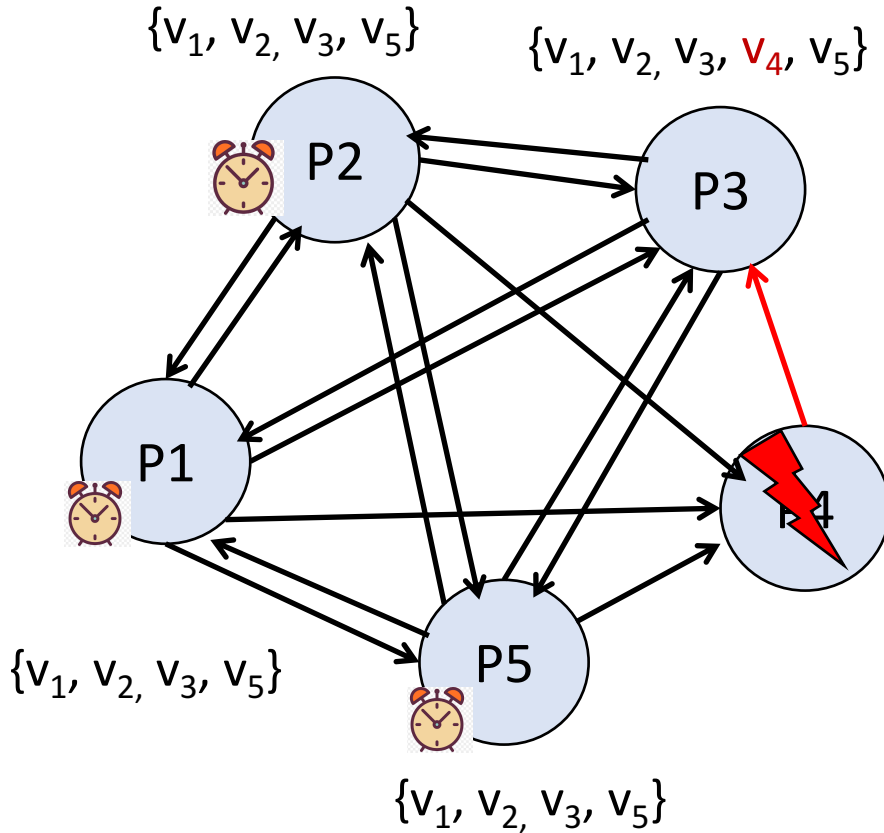 {v₁, v₂, v₃, v₅}
{v₁, v₂, v₃, v₄, v₅}
P2
P3
P1
P4
P5
{v₁, v₂, v₃, v₅}
{v₁, v₂, v₃, v₅}